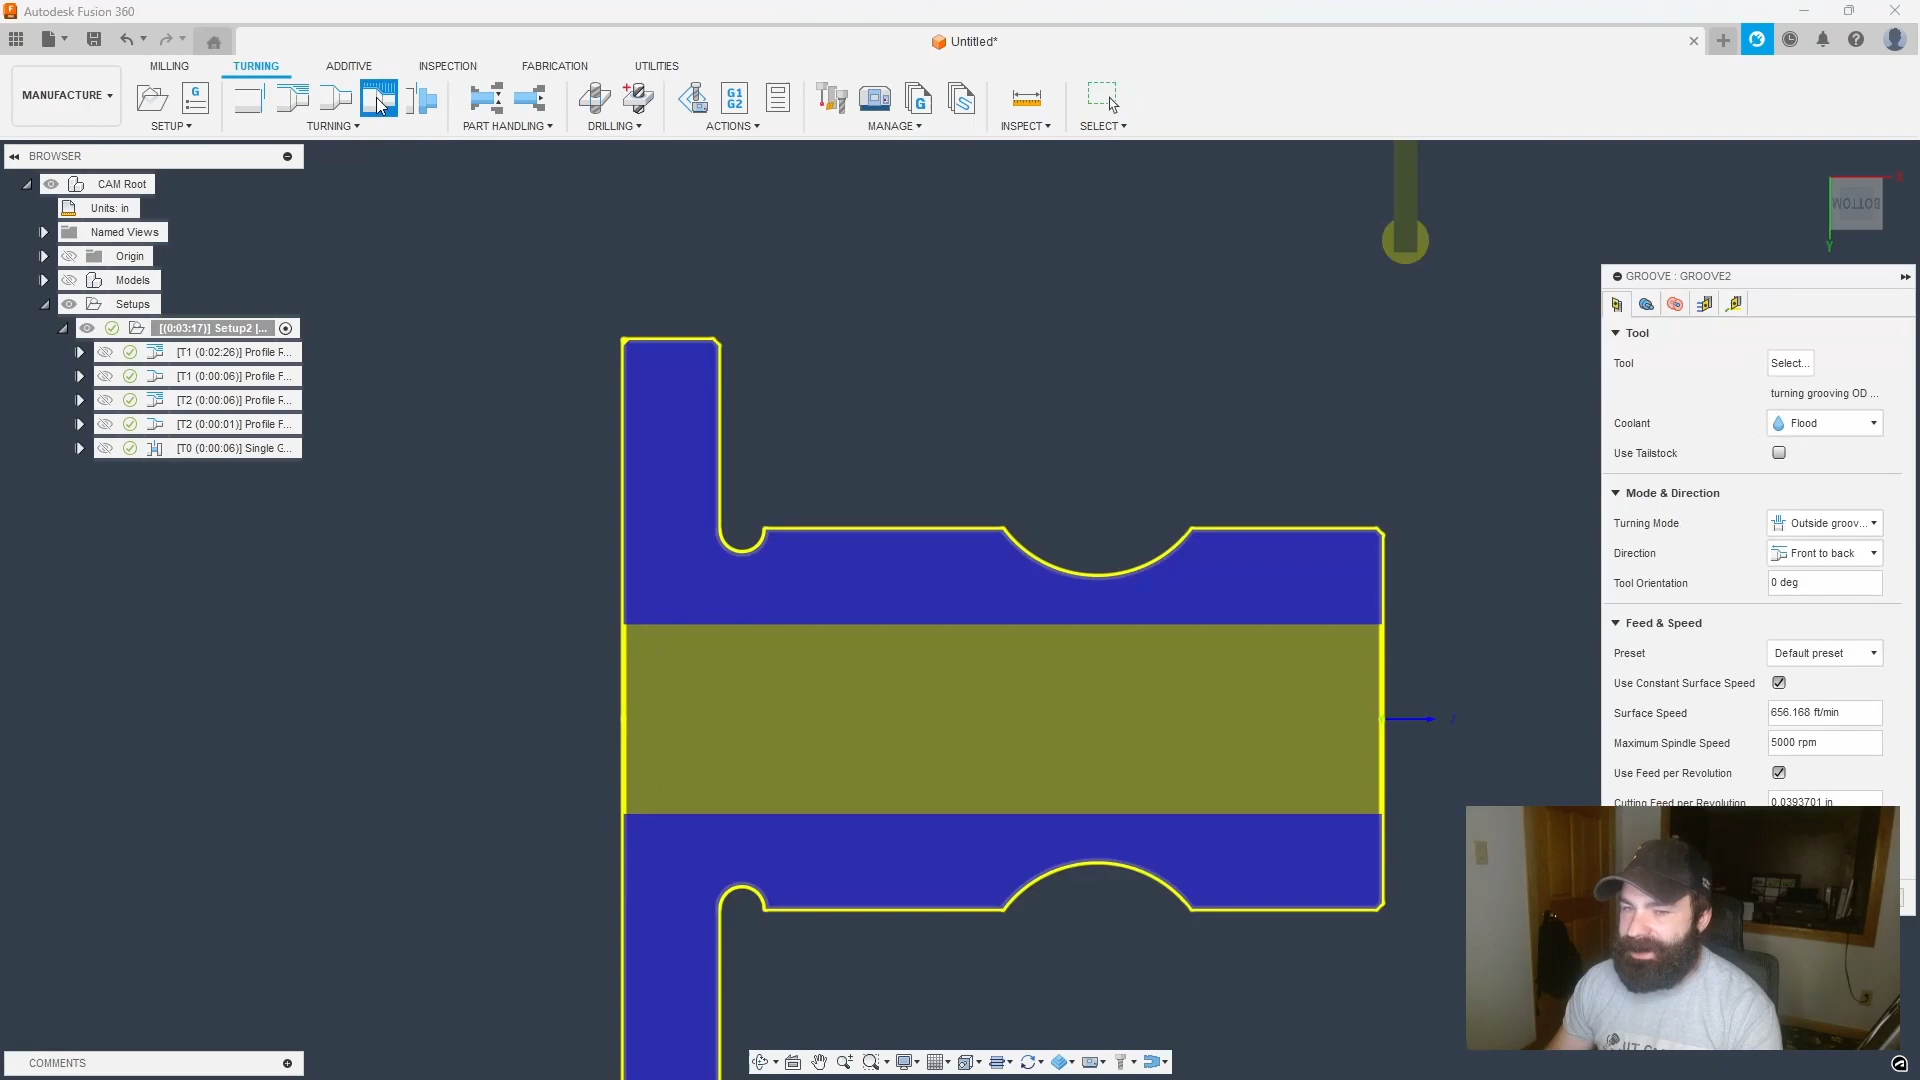 Autodesk Fusion 360
Untitled*
MANUFACTURE
MILLING
TURNING
ADDITIVE
INSPECTION
FABRICATION
UTILITIES
SETUP
TURNING
PART HANDLING
DRILLING
ACTIONS
MANAGE
INSPECT
SELECT
G
G1
G2
G
BROWSER
CAM Root
Units: in
Named Views
Origin
Models
Setups
[(0:03:17)] Setup2 [...
[T1 (0:02:26)] Profile R...
[T1 (0:00:06)] Profile F...
[T2 (0:00:06)] Profile R...
[T2 (0:00:01)] Profile F...
[T0 (0:00:06)] Single G...
BOTTOM
X
Y
Z
GROOVE : GROOVE2
Tool
Tool Select...
turning grooving OD ...
Coolant Flood
Use Tailstock
Mode & Direction
Turning Mode Outside groov...
Direction Front to back
Tool Orientation 0 deg
Feed & Speed
Preset Default preset
Use Constant Surface Speed
Surface Speed 656.168 ft/min
Maximum Spindle Speed 5000 rpm
Use Feed per Revolution
Cutting Feed per Revolution 0.0393701 in
COMMENTS